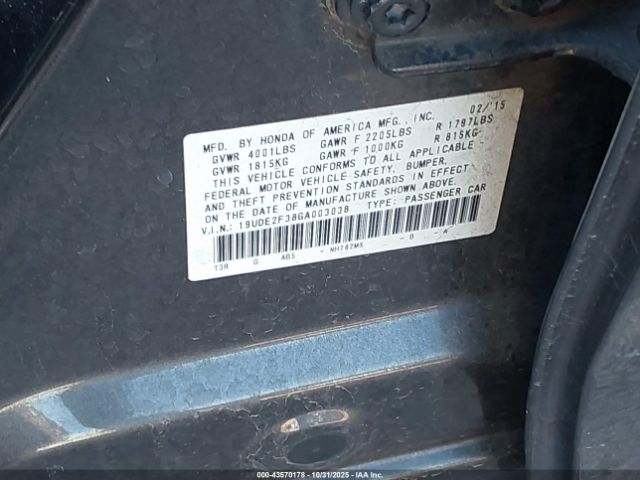 MFD. BY HONDA OF AMERICA MFG., INC. 02/'15
GVWR 4001LBS GAWR F 2205LBS R 1797LBS
GVWR 1815KG GAWR F 1000KG R 815KG
THIS VEHICLE CONFORMS TO ALL APPLICABLE
FEDERAL MOTOR VEHICLE SAFETY, BUMPER,
AND THEFT PREVENTION STANDARDS IN EFFECT
ON THE DATE OF MANUFACTURE SHOWN ABOVE.
V.I.N.: 19UDE2F38GA003038 TYPE: PASSENGER CAR
T3R G AB5 - NH782MX - B - A
000-43570178 - 10/31/2025 - IAA Inc.